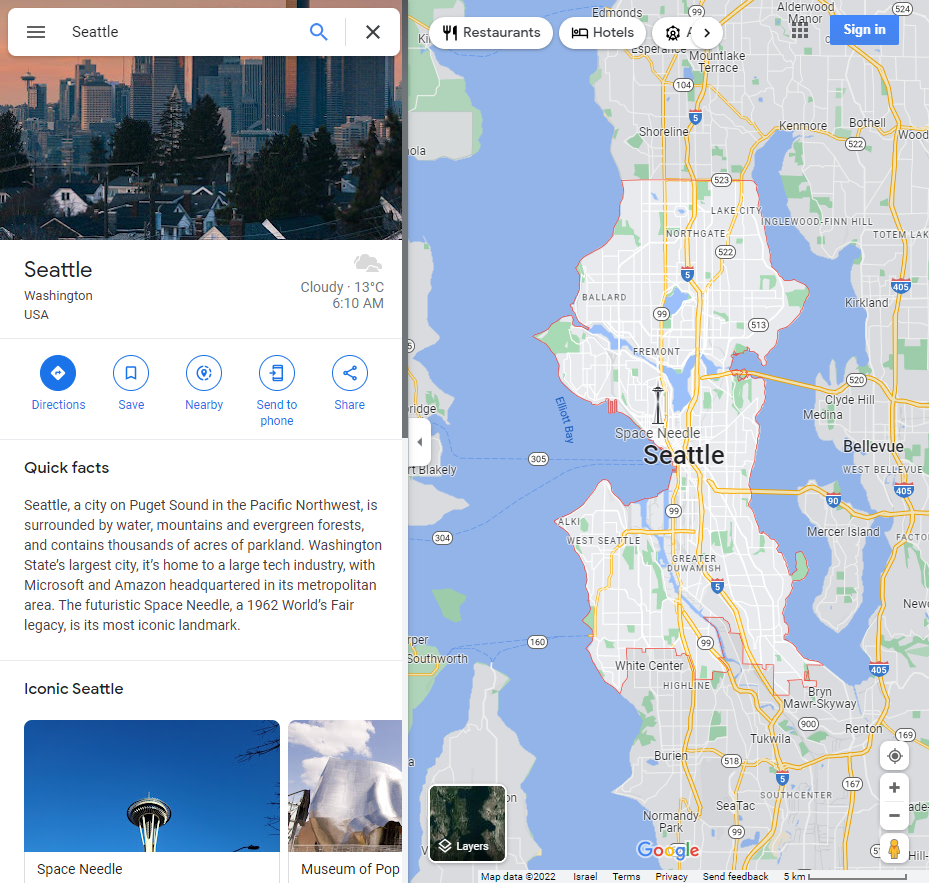 Seattle
Seattle
Washington
USA
Cloudy · 13°C
6:10 AM
Directions
Save
Nearby
Send to
phone
Share
Quick facts
Seattle, a city on Puget Sound in the Pacific Northwest, is
surrounded by water, mountains and evergreen forests,
and contains thousands of acres of parkland. Washington
State’s largest city, it’s home to a large tech industry, with
Microsoft and Amazon headquartered in its metropolitan
area. The futuristic Space Needle, a 1962 World’s Fair
legacy, is its most iconic landmark.
Iconic Seattle
Space Needle
Museum of Pop
Restaurants
Hotels
Sign in
Edmonds
99
Alderwood
Manor
524
Esperance
Mountlake
Terrace
104
5
Shoreline
Kenmore
Bothell
522
Wood
ola
523
LAKE CITY
INGLEWOOD-FINN HILL
NORTHGATE
TOTEM LAK
522
5
405
BALLARD
Kirkland
99
513
FREMONT
520
Clyde Hill
Medina
ridge
Elliott Bay
Space Needle
Seattle
Bellevue
305
rt Blakely
WEST BELLEVUE
405
90
99
ALKI
Mercer Island
FACTO
304
WEST SEATTLE
GREATER
DUWAMISH
5
Newc
160
99
rper
Southworth
White Center
405
HIGHLINE
Bryn
Mawr-Skyway
900
Renton
169
Tukwila
Burien
518
5
167
SOUTHCENTER
SeaTac
Normandy
Park
99
Layers
Google
Hill-
Map data ©2022
Israel
Terms
Privacy
Send feedback
5 km